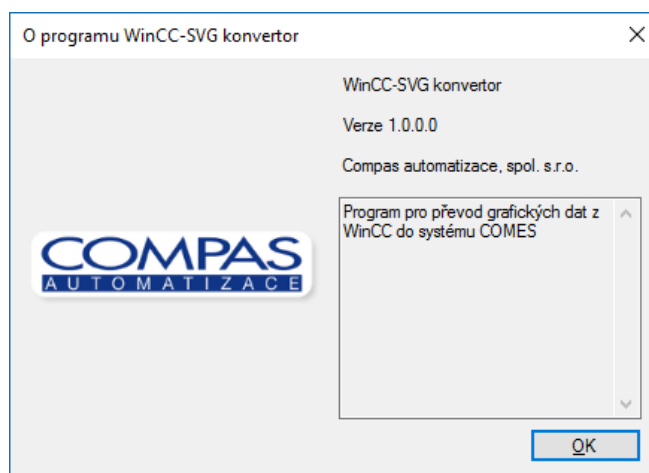 O programu WinCC-SVG konvertor
WinCC-SVG konvertor
Verze 1.0.0.0
Compas automatizace, spol. s.r.o.
COMPAS
AUTOMATIZACE
Program pro převod grafických dat z
WinCC do systému COMES
OK